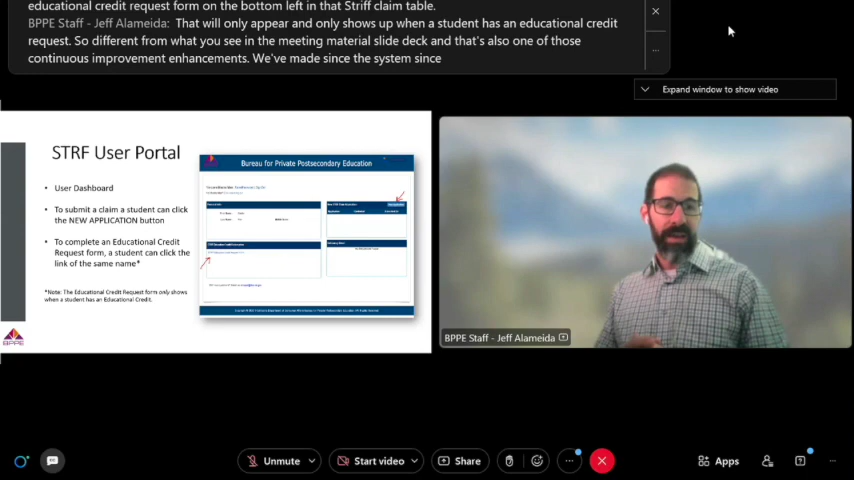 educational credit request form on the bottom left in that Striff claim table.
BPPE Staff - Jeff Alameida: That will only appear and only shows up when a student has an educational credit
request. So different from what you see in the meeting material slide deck and that's also one of those
continuous improvement enhancements. We've made since the system since
Expand window to show video
STRF User Portal
• User Dashboard
• To submit a claim a student can click
the NEW APPLICATION button
• To complete an Educational Credit
Request form, a student can click the
link of the same name*
*Note: The Educational Credit Request form only shows
when a student has an Educational Credit.
BPPE
Bureau for Private Postsecondary Education
BPPE Staff - Jeff Alameida
Unmute
Start video
Share
Apps